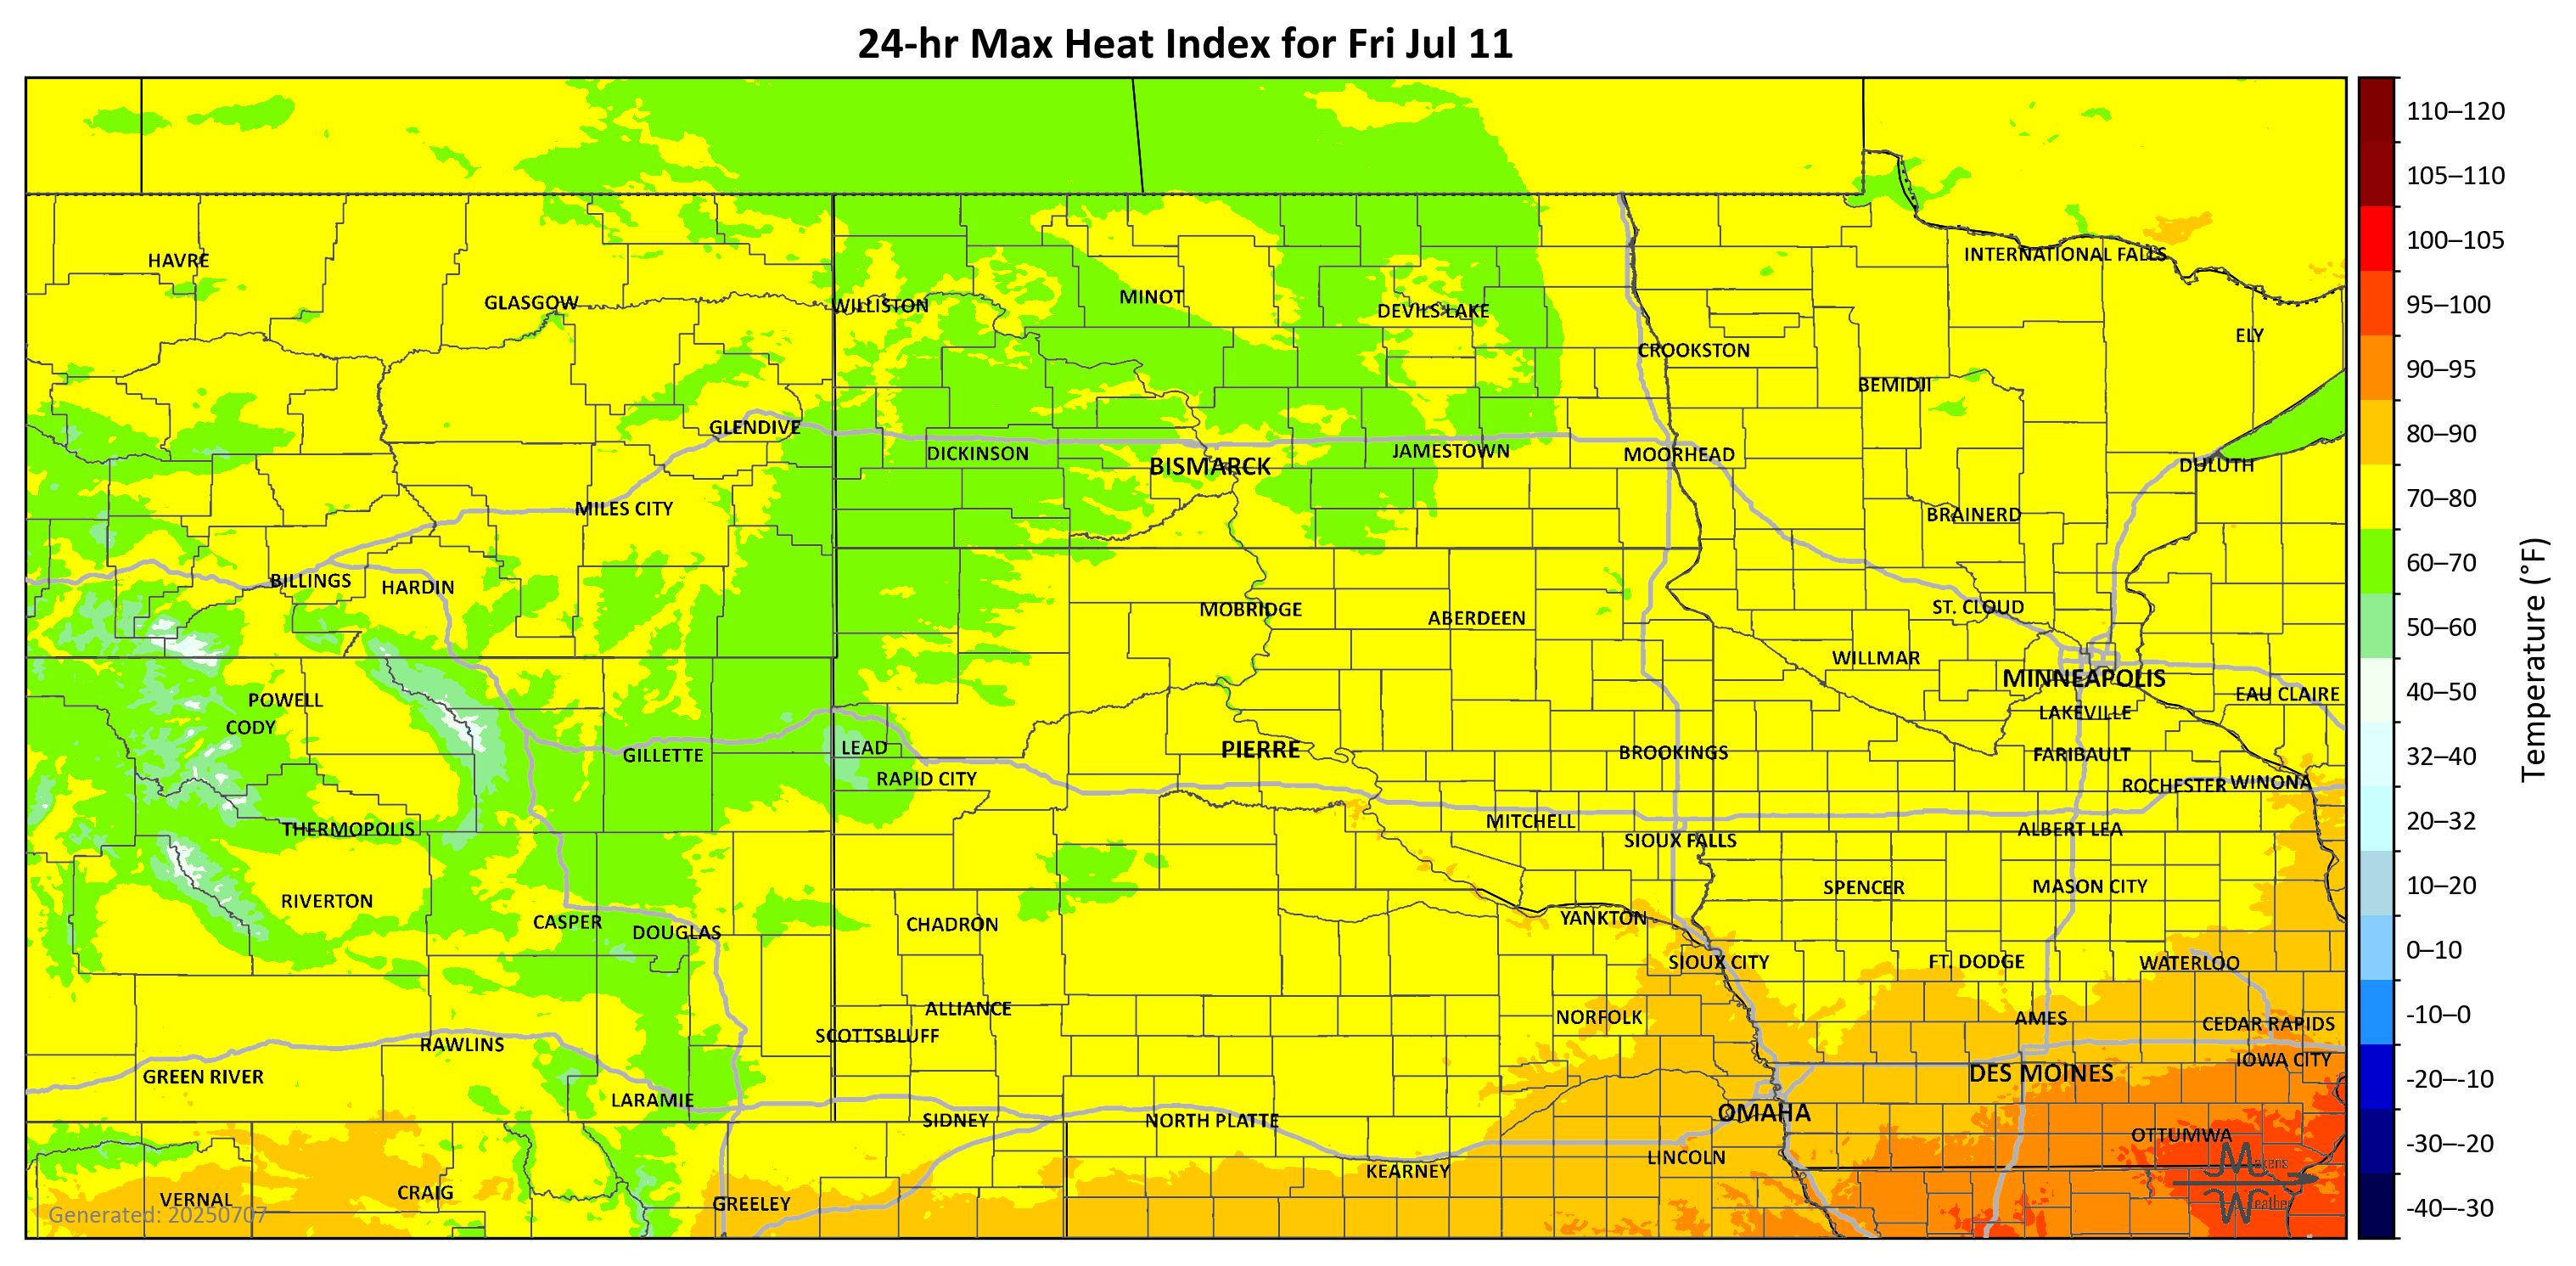 24-hr Max Heat Index for Fri Jul 11
110–120
105–110
100–105
95–100
90–95
80–90
70–80
60–70
50–60
40–50
32–40
20–32
10–20
0–10
-10–0
-20–-10
-30–-20
-40–-30
Temperature (°F)
HAVRE
GLASGOW
WILLISTON
MINOT
DEVILS LAKE
INTERNATIONAL FALLS
ELY
CROOKSTON
BEMIDJI
GLENDIVE
DICKINSON
BISMARCK
JAMESTOWN
MOORHEAD
DULUTH
MILES CITY
BRAINERD
BILLINGS
HARDIN
MOBRIDGE
ABERDEEN
ST. CLOUD
WILLMAR
MINNEAPOLIS
EAU CLAIRE
POWELL
CODY
LAKEVILLE
GILLETTE
LEAD
PIERRE
BROOKINGS
FARIBAULT
RAPID CITY
ROCHESTER
WINONA
THERMOPOLIS
MITCHELL
SIOUX FALLS
ALBERT LEA
RIVERTON
SPENCER
MASON CITY
CASPER
DOUGLAS
CHADRON
YANKTON
SIOUX CITY
FT. DODGE
WATERLOO
ALLIANCE
NORFOLK
AMES
CEDAR RAPIDS
SCOTTSBLUFF
RAWLINS
IOWA CITY
GREEN RIVER
DES MOINES
LARAMIE
SIDNEY
NORTH PLATTE
OMAHA
OTTUMWA
LINCOLN
KEARNEY
VERNAL
CRAIG
GREELEY
Makens
Weather
Generated: 20250707